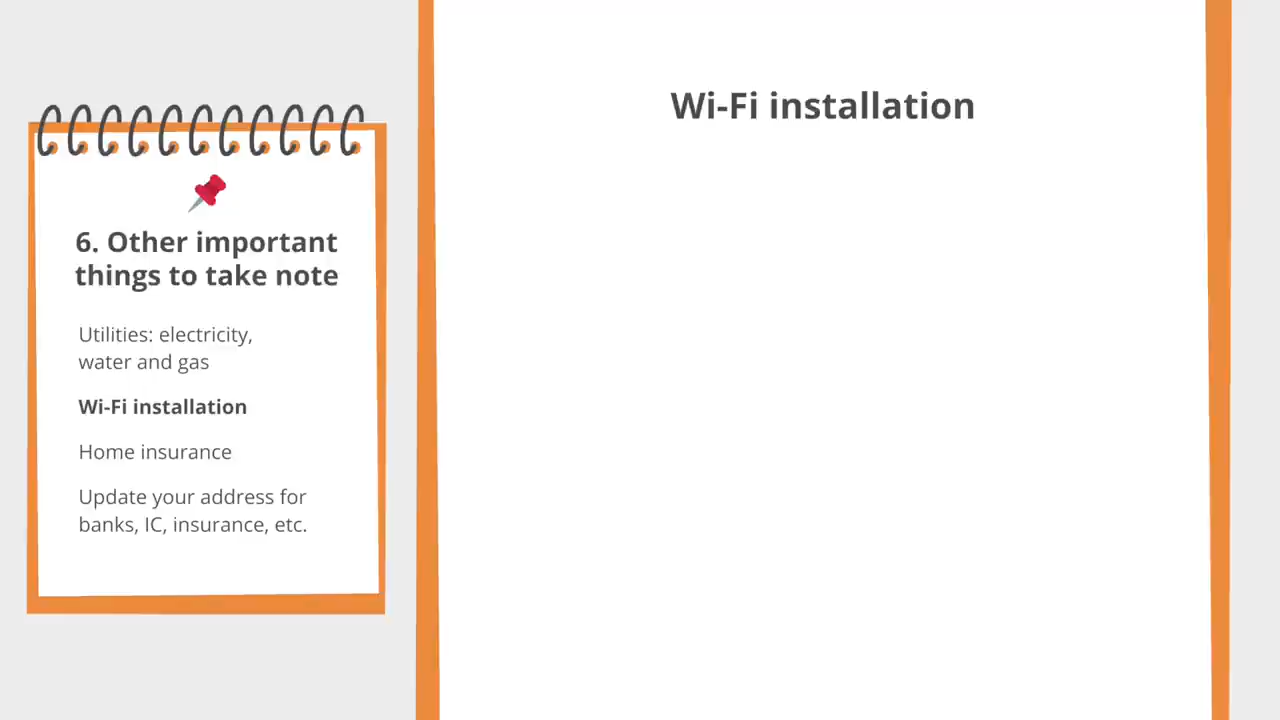 6. Other important
things to take note
Utilities: electricity,
water and gas
Wi-Fi installation
Home insurance
Update your address for
banks, IC, insurance, etc.
Wi-Fi installation